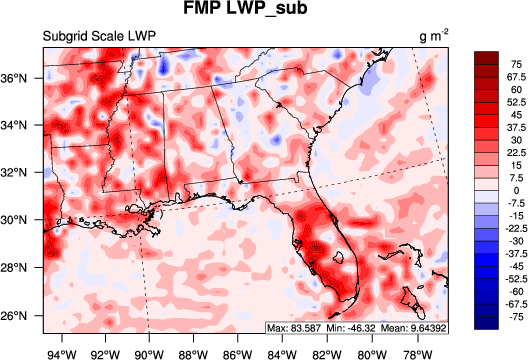 FMP LWP_sub
Subgrid Scale LWP g m-2
36°N
34°N
32°N
30°N
28°N
26°N
94°W 92°W 90°W 88°W 86°W 84°W 82°W 80°W 78°W
Max: 83.587 Min: -46.32 Mean: 9.64392
75
67.5
60
52.5
45
37.5
30
22.5
15
7.5
0
-7.5
-15
-22.5
-30
-37.5
-45
-52.5
-60
-67.5
-75